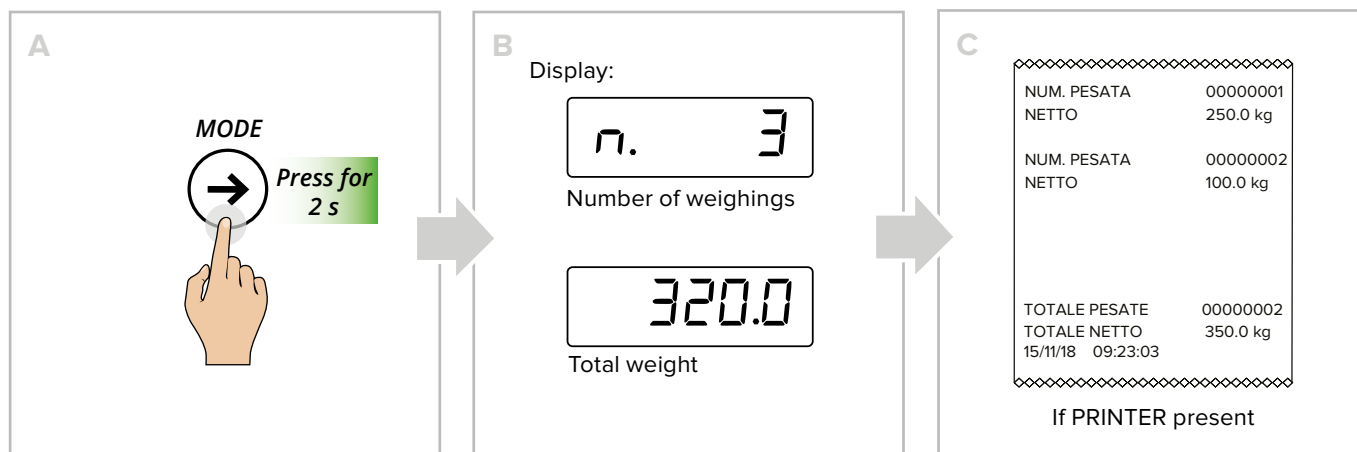 A
MODE
Press for
2 s
B
Display:
n. 3
Number of weighings
320.0
Total weight
C
NUM. PESATA 00000001
NETTO 250.0 kg
NUM. PESATA 00000002
NETTO 100.0 kg
TOTALE PESATE 00000002
TOTALE NETTO 350.0 kg
15/11/18 09:23:03
If PRINTER present